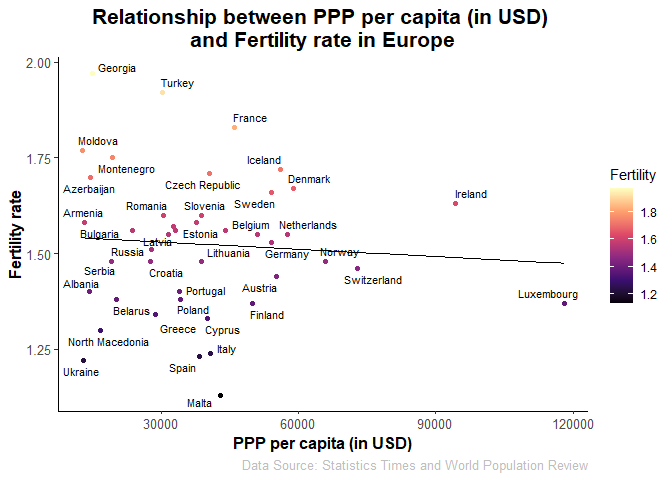 Relationship between PPP per capita (in USD)
and Fertility rate in Europe
Fertility rate
2.00
1.75
1.50
1.25
Georgia
Turkey
France
Moldova
Iceland
Montenegro
Denmark
Czech Republic
Azerbaijan
Ireland
Sweden
Romania
Slovenia
Armenia
Belgium
Netherlands
Bulgaria
Estonia
Latvia
Russia
Lithuania
Germany
Norway
Serbia
Croatia
Switzerland
Albania
Portugal
Austria
Luxembourg
Belarus
Poland
Finland
Greece
Cyprus
North Macedonia
Italy
Ukraine
Spain
Malta
Fertility
1.8
1.6
1.4
1.2
30000
60000
90000
120000
PPP per capita (in USD)
Data Source: Statistics Times and World Population Review